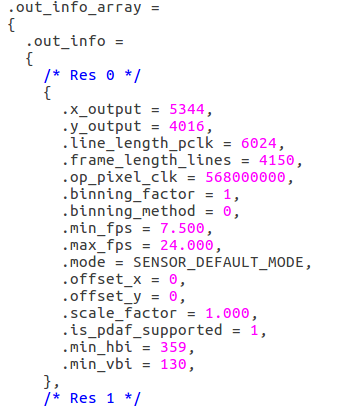 .out_info_array =
{
.out_info =
{
/* Res 0 */
{
.x_output = 5344,
.y_output = 4016,
.line_length_pclk = 6024,
.frame_length_lines = 4150,
.op_pixel_clk = 568000000,
.binning_factor = 1,
.binning_method = 0,
.min_fps = 7.500,
.max_fps = 24.000,
.mode = SENSOR_DEFAULT_MODE,
.offset_x = 0,
.offset_y = 0,
.scale_factor = 1.000,
.is_pdaf_supported = 1,
.min_hbi = 359,
.min_vbi = 130,
},
/* Res 1 */